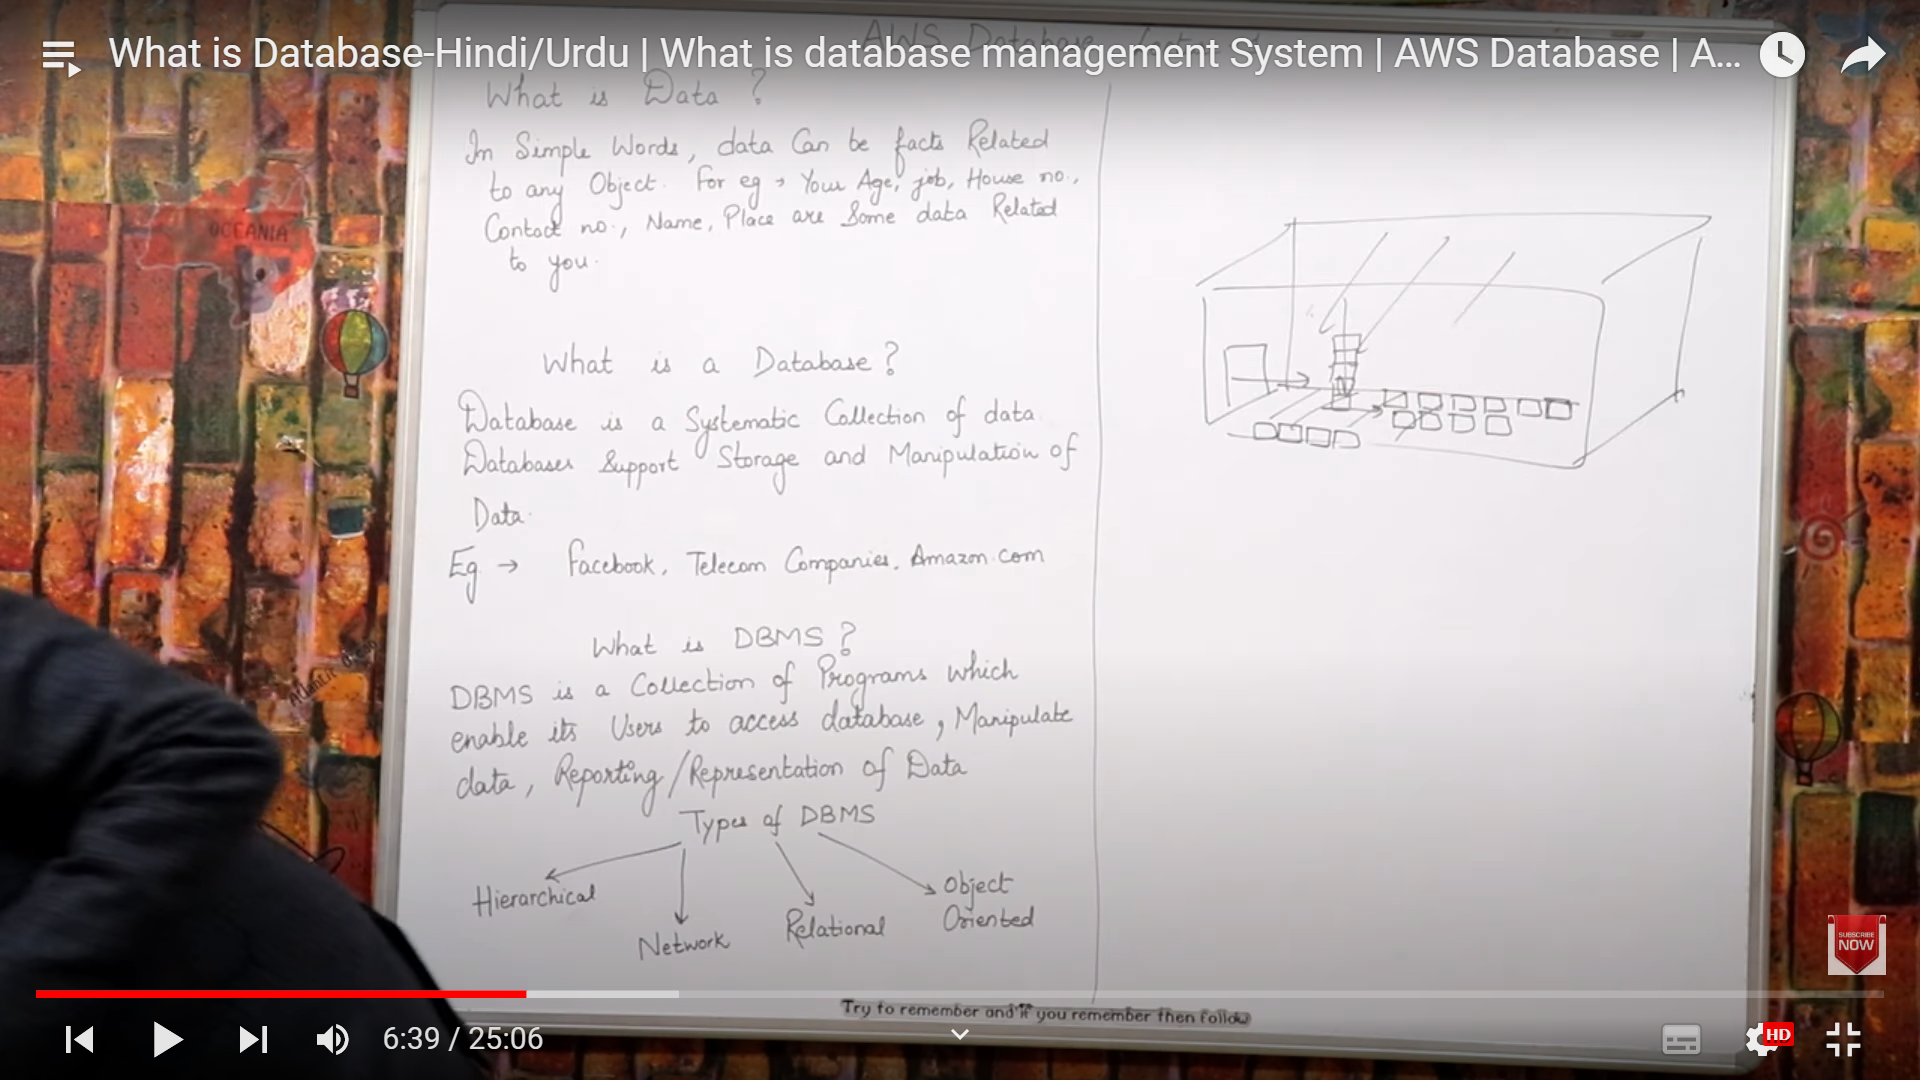 What is Database-Hindi/Urdu | What is database management System | AWS Database | A...
AWS Database
What is Data ?
In Simple Words, data Can be facts Related
to any Object. For eg → Your Age, job, House no.,
Contact no., Name, Place are Some data Related
to you.
OCEANIA
What is a Database?
Database is a Systematic Collection of data
Databases Support Storage and Manipulation of
Data.
Eg → Facebook, Telecom Companies, Amazon.com
What is DBMS?
DBMS is a Collection of Programs which
enable its Users to access database, Manipulate
data, Reporting/Representation of Data
Types of DBMS
Hierarchical
Network
Relational
Object
Oriented
SUBSCRIBE
NOW
Try to remember and if you remember then follow
6:39 / 25:06
HD